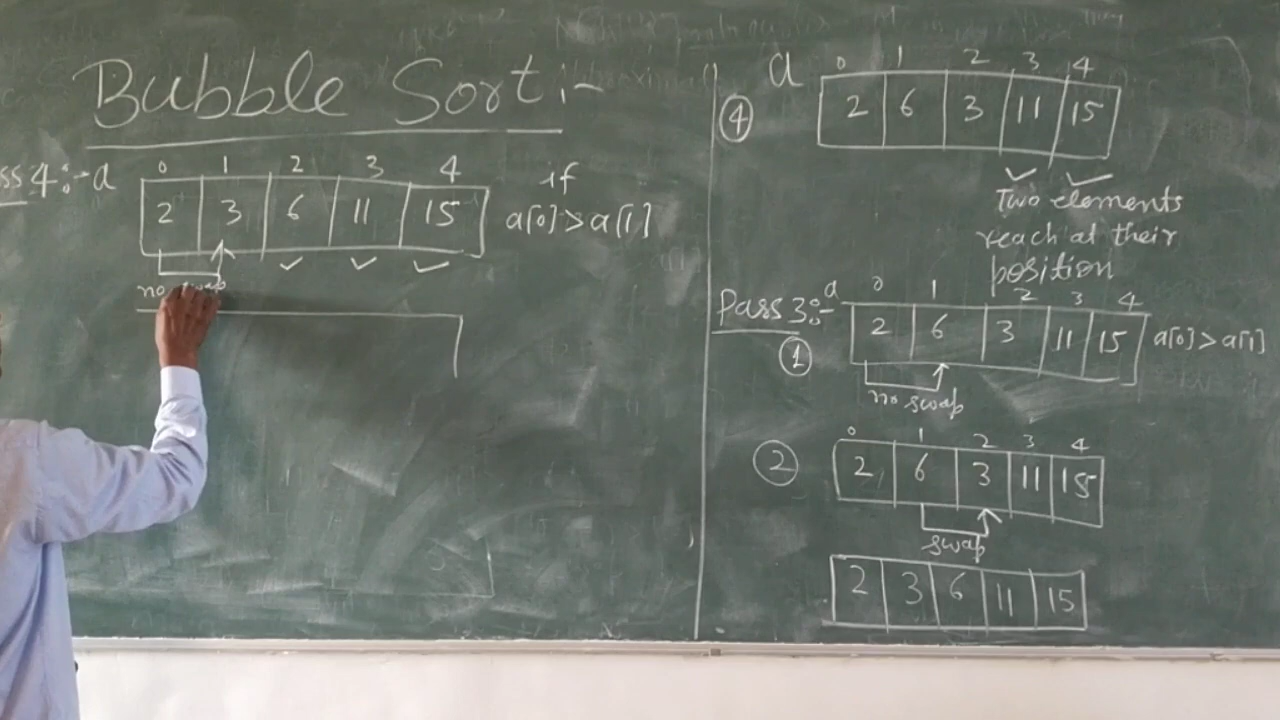 Bubble Sort :-
ss 4 :- a
0 1 2 3 4
2 3 6 11 15
if
a[0] > a[1]
no swap
a
0 1 2 3 4
④ 2 6 3 11 15
Two elements
reach at their
position
Pass 3 :- a
0 1 2 3 4
① 2 6 3 11 15 a[0] > a[1]
no swap
0 1 2 3 4
② 2 6 3 11 15
swap
2 3 6 11 15